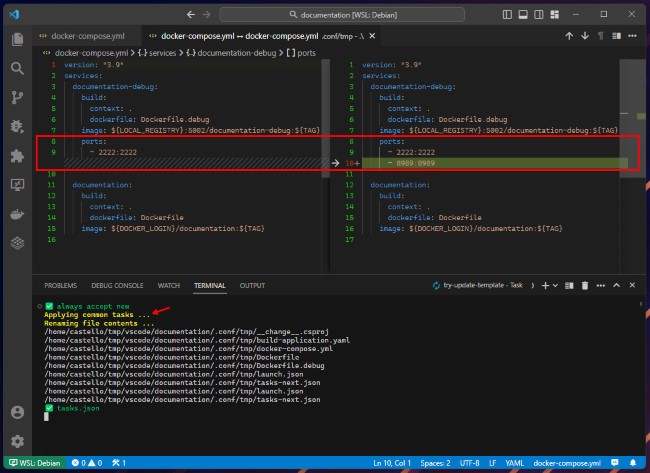 documentation [WSL: Debian]
docker-compose.yml
docker-compose.yml ↔ docker-compose.yml .conf/tmp - .\
docker-compose.yml > services > documentation-debug > ports
1 version: "3.9"
2 services:
3 documentation-debug:
4 build:
5 context: .
6 dockerfile: Dockerfile.debug
7 image: ${LOCAL_REGISTRY}:5002/documentation-debug:${TAG}
8 ports:
9 - 2222:2222
10
11 documentation:
12 build:
13 context: .
14 dockerfile: Dockerfile
15 image: ${DOCKER_LOGIN}/documentation:${TAG}
16
1 version: "3.9"
2 services:
3 documentation-debug:
4 build:
5 context: .
6 dockerfile: Dockerfile.debug
7 image: ${LOCAL_REGISTRY}:5002/documentation-debug:${TAG}
8 ports:
9 - 2222:2222
10+ - 8989:8989
11
12 documentation:
13 build:
14 context: .
15 dockerfile: Dockerfile
16 image: ${DOCKER_LOGIN}/documentation:${TAG}
17
PROBLEMS DEBUG CONSOLE WATCH TERMINAL OUTPUT
try-update-template - Task
always accept new
Applying common tasks ...
Renaming file contents ...
/home/castello/tmp/vscode/documentation/.conf/tmp/__change__.csproj
/home/castello/tmp/vscode/documentation/.conf/tmp/build-application.yaml
/home/castello/tmp/vscode/documentation/.conf/tmp/docker-compose.yml
/home/castello/tmp/vscode/documentation/.conf/tmp/Dockerfile
/home/castello/tmp/vscode/documentation/.conf/tmp/Dockerfile.debug
/home/castello/tmp/vscode/documentation/.conf/tmp/launch.json
/home/castello/tmp/vscode/documentation/.conf/tmp/tasks-next.json
/home/castello/tmp/vscode/documentation/.conf/tmp/launch.json
/home/castello/tmp/vscode/documentation/.conf/tmp/tasks-next.json
tasks.json
WSL: Debian 0 0 1 Ln 10, Col 1 Spaces: 2 UTF-8 LF YAML docker-compose.yml